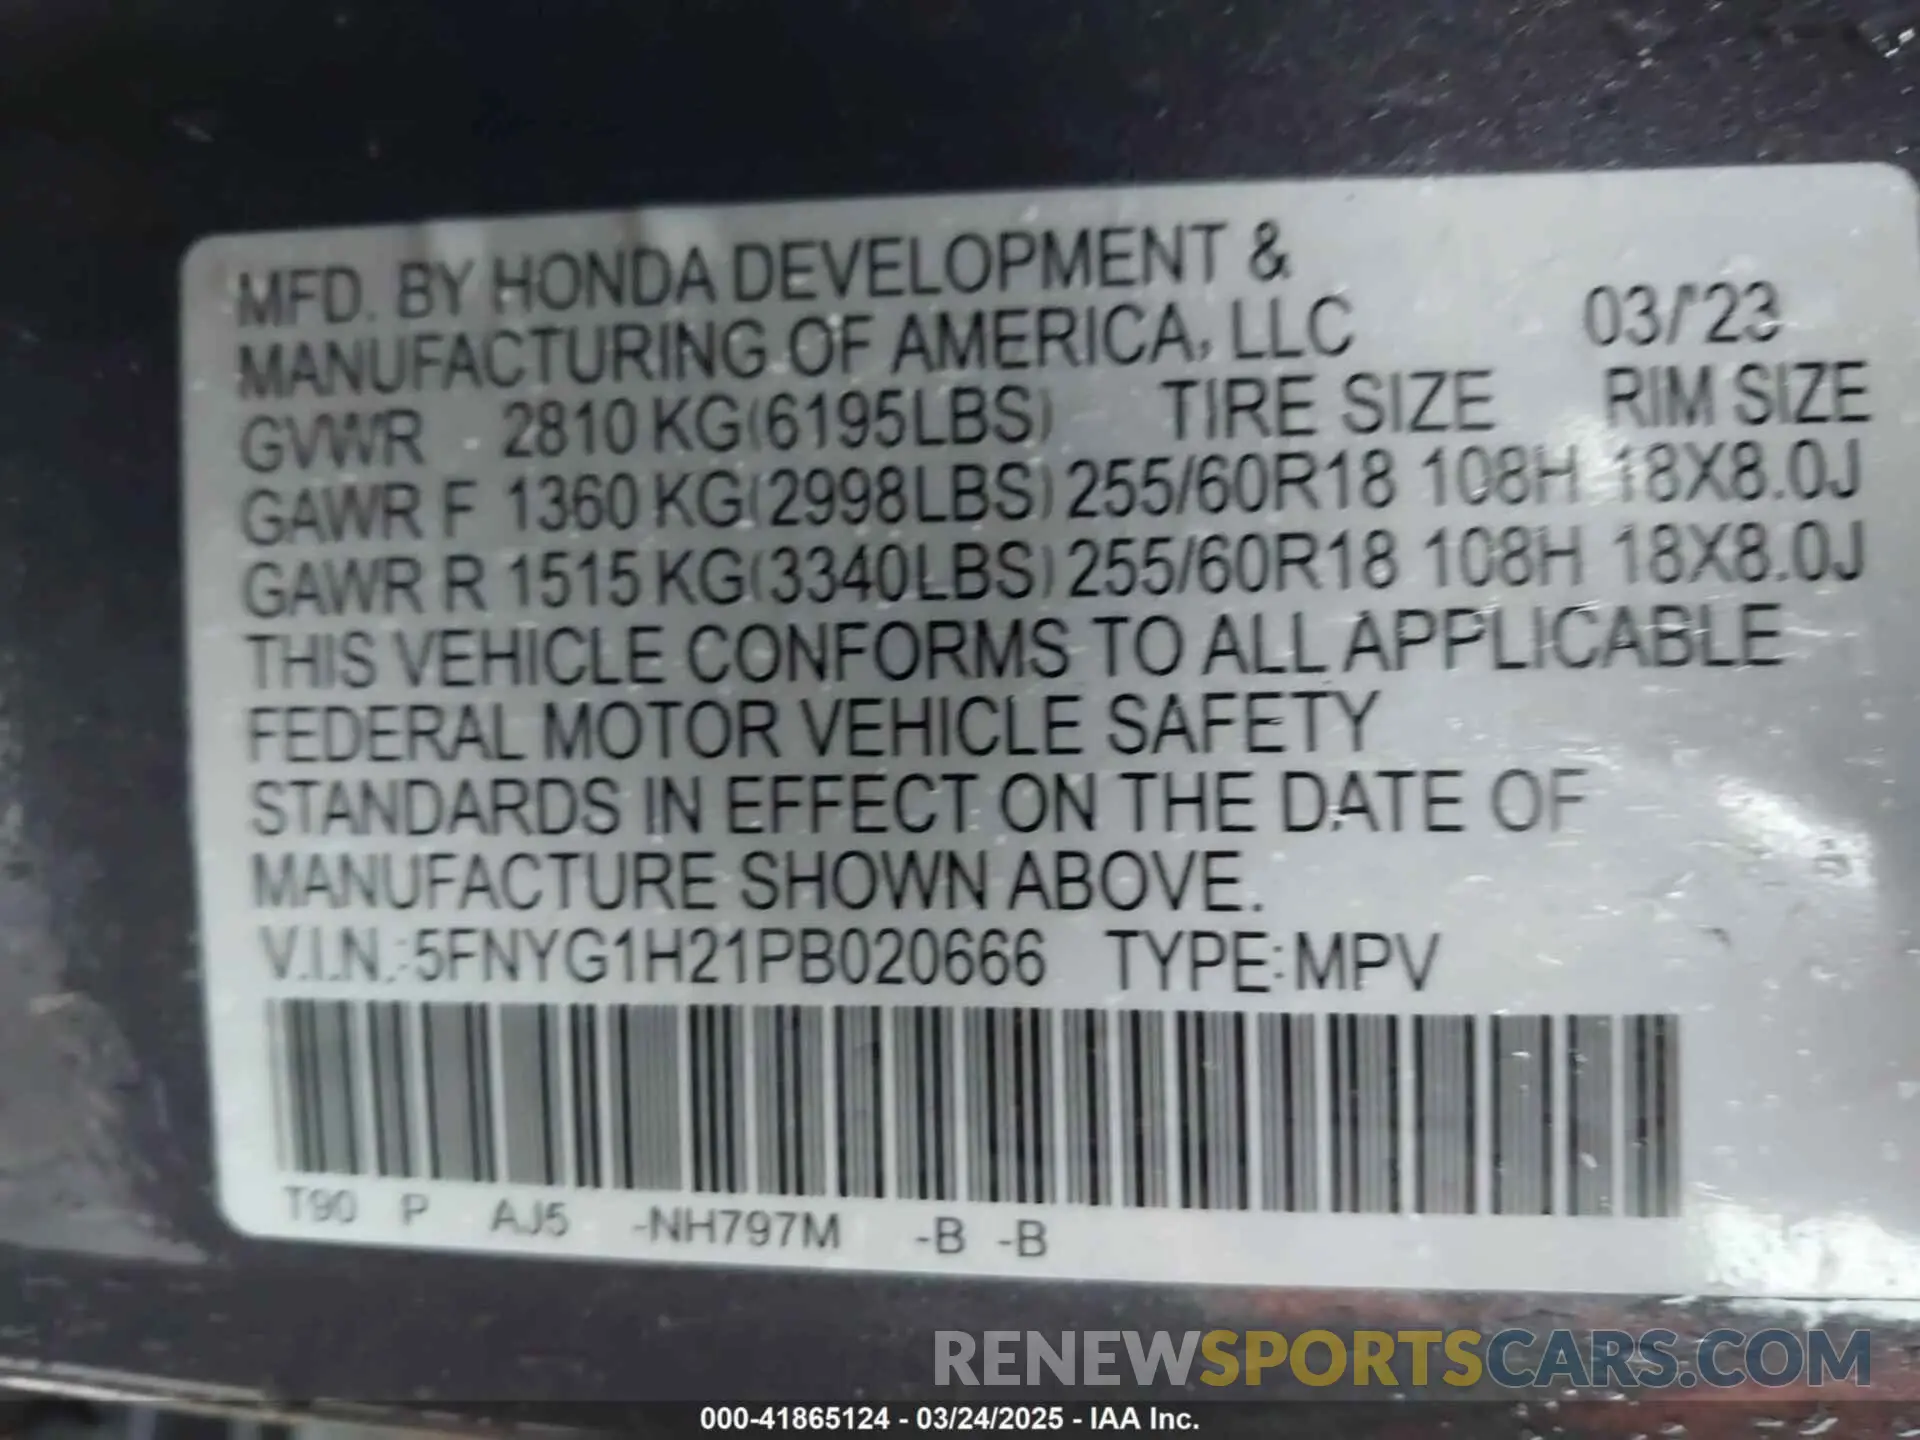 MFD. BY HONDA DEVELOPMENT &
MANUFACTURING OF AMERICA, LLC 03/'23
GVWR 2810 KG(6195LBS) TIRE SIZE RIM SIZE
GAWR F 1360 KG(2998LBS) 255/60R18 108H 18X8.0J
GAWR R 1515 KG(3340LBS) 255/60R18 108H 18X8.0J
THIS VEHICLE CONFORMS TO ALL APPLICABLE
FEDERAL MOTOR VEHICLE SAFETY
STANDARDS IN EFFECT ON THE DATE OF
MANUFACTURE SHOWN ABOVE.
V.I.N.: 5FNYG1H21PB020666 TYPE: MPV
T90 P AJ5 -NH797M -B -B
RENEWSPORTSCARS.COM
000-41865124 - 03/24/2025 - IAA Inc.